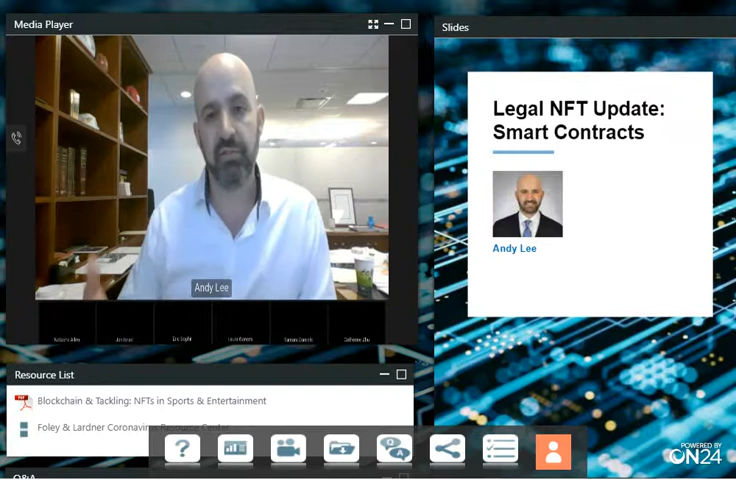 Media Player
Andy Lee
Slides
Legal NFT Update:
Smart Contracts
Andy Lee
Resource List
PDF
Blockchain & Tackling: NFTs in Sports & Entertainment
Foley & Lardner Coronavirus Resource Center
?
Q
A
Q&A
POWERED BY
ON24